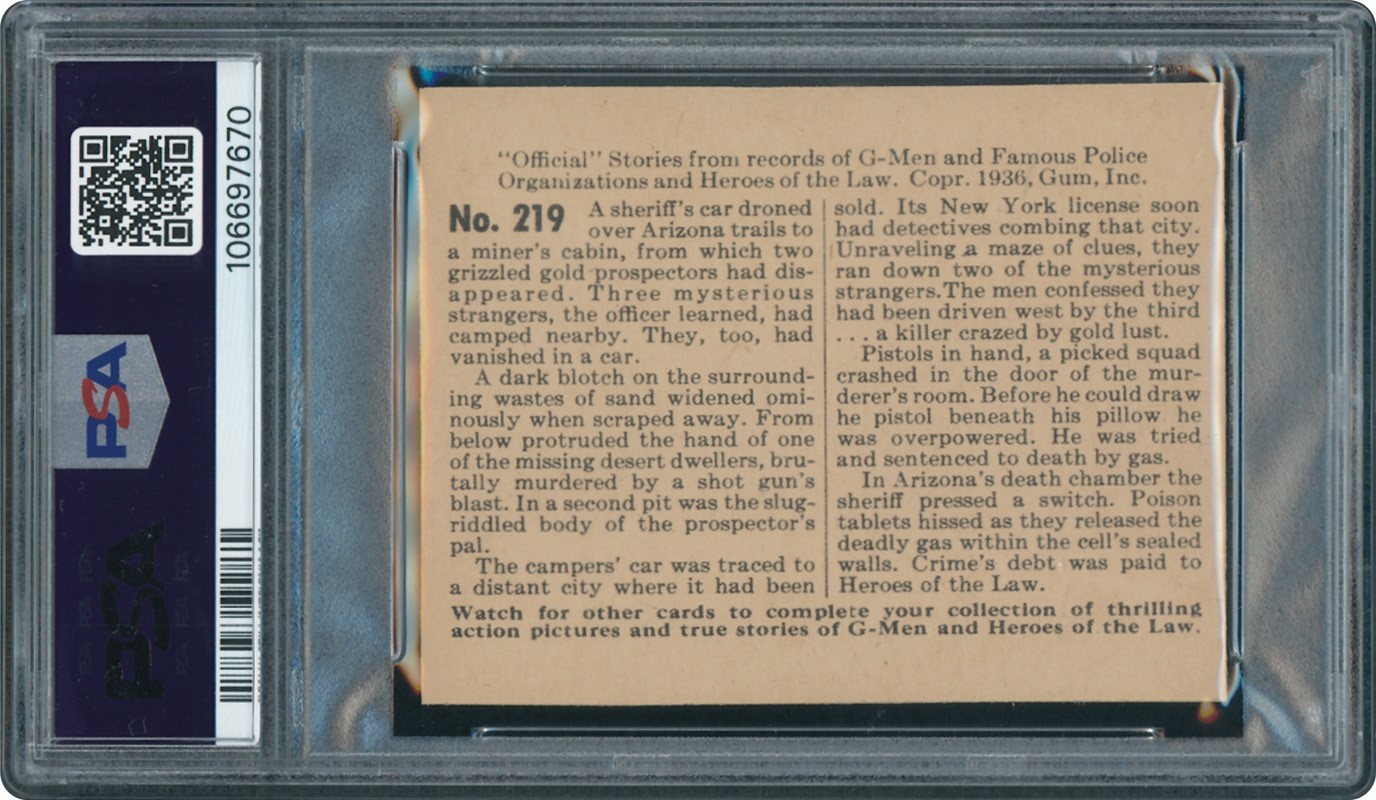 "Official" Stories from records of G-Men and Famous Police
Organizations and Heroes of the Law. Copr. 1936, Gum, Inc.
No. 219 A sheriff's car droned
over Arizona trails to
a miner's cabin, from which two
grizzled gold prospectors had dis-
appeared. Three mysterious
strangers, the officer learned, had
camped nearby. They, too, had
vanished in a car.
A dark blotch on the surround-
ing wastes of sand widened omi-
nously when scraped away. From
below protruded the hand of one
of the missing desert dwellers, bru-
tally murdered by a shot gun's
blast. In a second pit was the slug-
riddled body of the prospector's
pal.
The campers' car was traced to
a distant city where it had been
sold. Its New York license soon
had detectives combing that city.
Unraveling a maze of clues, they
ran down two of the mysterious
strangers.The men confessed they
had been driven west by the third
. . . a killer crazed by gold lust.
Pistols in hand, a picked squad
crashed in the door of the mur-
derer's room. Before he could draw
he pistol beneath his pillow he
was overpowered. He was tried
and sentenced to death by gas.
In Arizona's death chamber the
sheriff pressed a switch. Poison
tablets hissed as they released the
deadly gas within the cell's sealed
walls. Crime's debt was paid to
Heroes of the Law.
Watch for other cards to complete your collection of thrilling
action pictures and true stories of G-Men and Heroes of the Law.
106697670
PSA
PSA